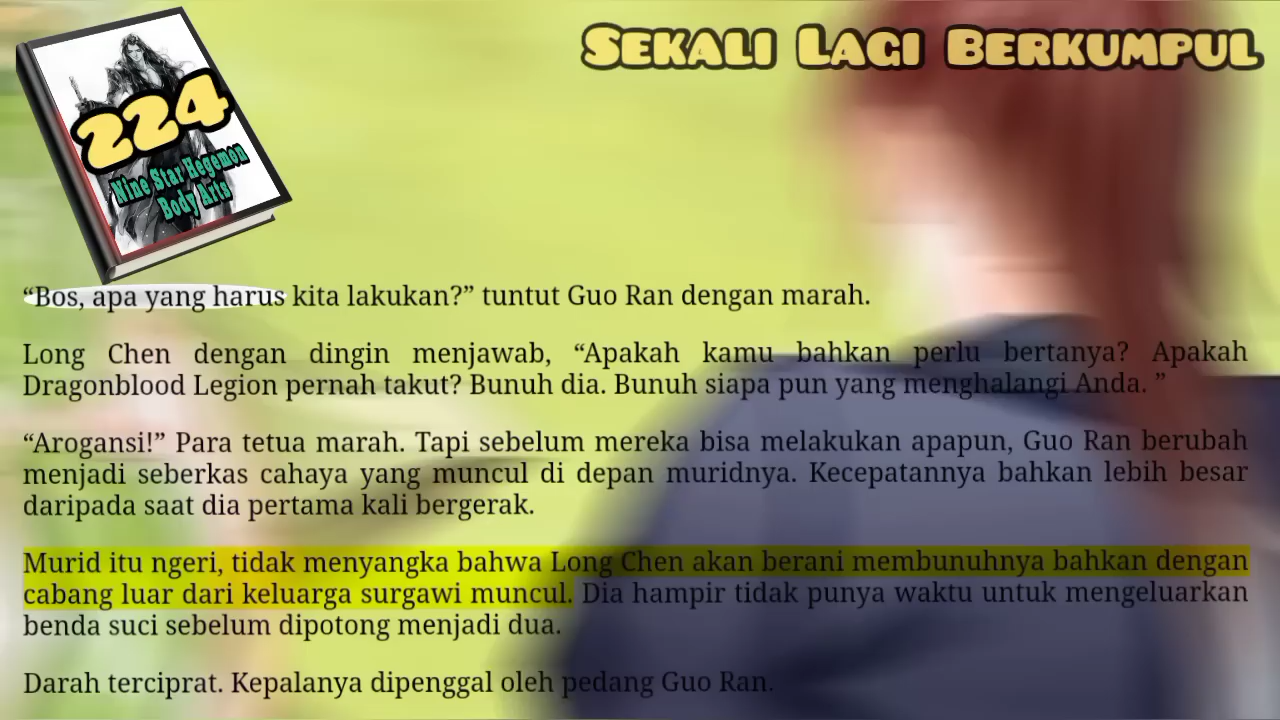 SEKALI LAGI BERKUMPUL
224
Nine Star Hegemon
Body Arts
“Bos, apa yang harus kita lakukan?” tuntut Guo Ran dengan marah.
Long Chen dengan dingin menjawab, “Apakah kamu bahkan perlu bertanya? Apakah
Dragonblood Legion pernah takut? Bunuh dia. Bunuh siapa pun yang menghalangi Anda. ”
“Arogansi!” Para tetua marah. Tapi sebelum mereka bisa melakukan apapun, Guo Ran berubah
menjadi seberkas cahaya yang muncul di depan muridnya. Kecepatannya bahkan lebih besar
daripada saat dia pertama kali bergerak.
Murid itu ngeri, tidak menyangka bahwa Long Chen akan berani membunuhnya bahkan dengan
cabang luar dari keluarga surgawi muncul. Dia hampir tidak punya waktu untuk mengeluarkan
benda suci sebelum dipotong menjadi dua.
Darah terciprat. Kepalanya dipenggal oleh pedang Guo Ran.